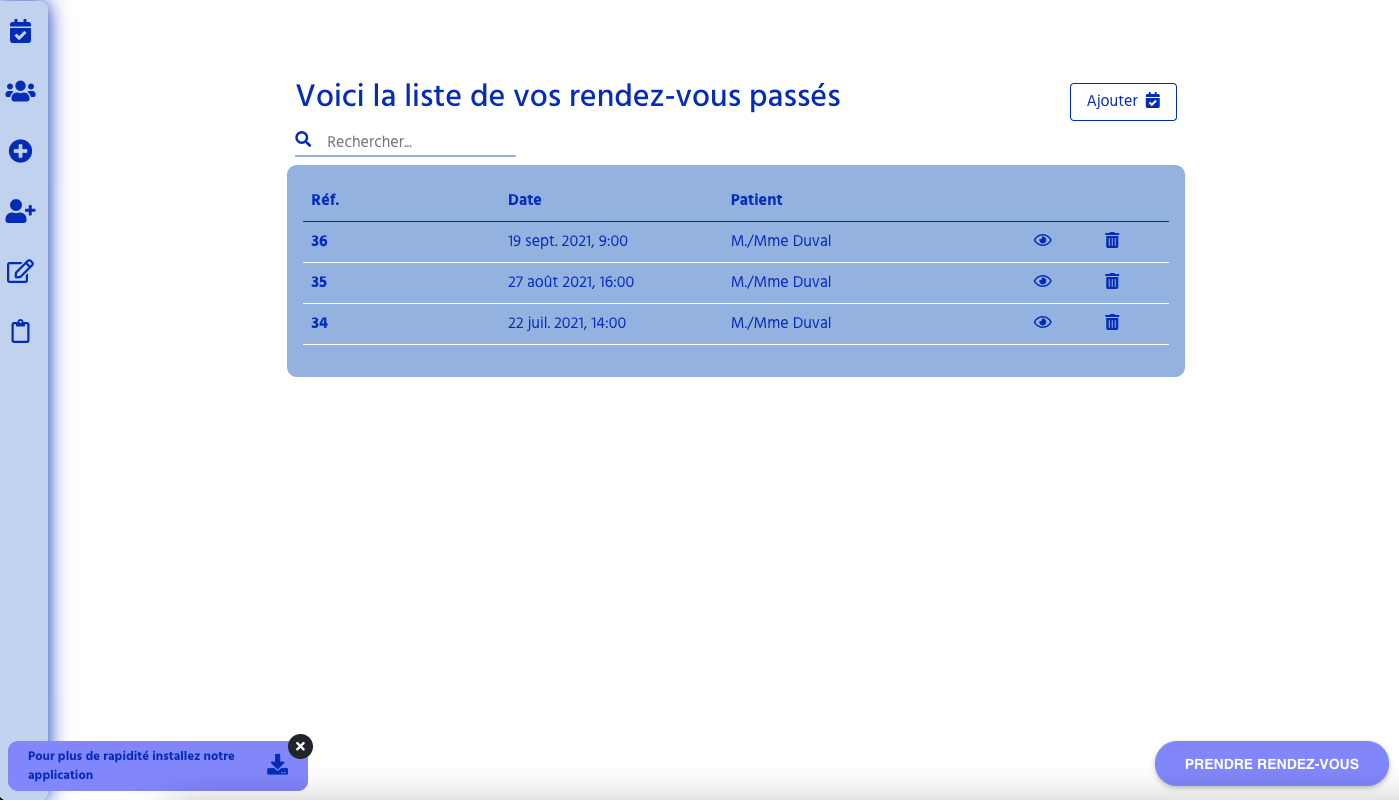 Voici la liste de vos rendez-vous passés
Ajouter
Rechercher...
Réf. Date Patient
36 19 sept. 2021, 9:00 M./Mme Duval
35 27 août 2021, 16:00 M./Mme Duval
34 22 juil. 2021, 14:00 M./Mme Duval
Pour plus de rapidité installez notre
application
PRENDRE RENDEZ-VOUS